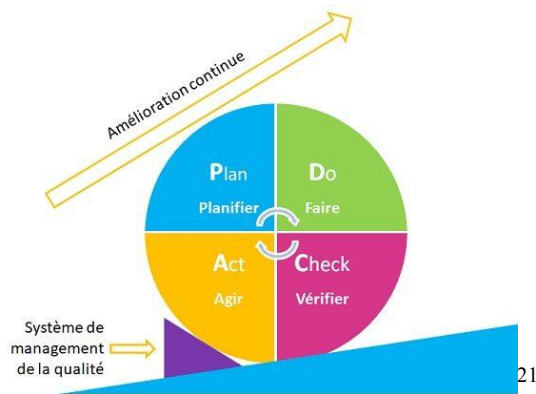 Amélioration continue
Plan
Planifier
Do
Faire
Act
Agir
Check
Vérifier
Système de
management
de la qualité
21